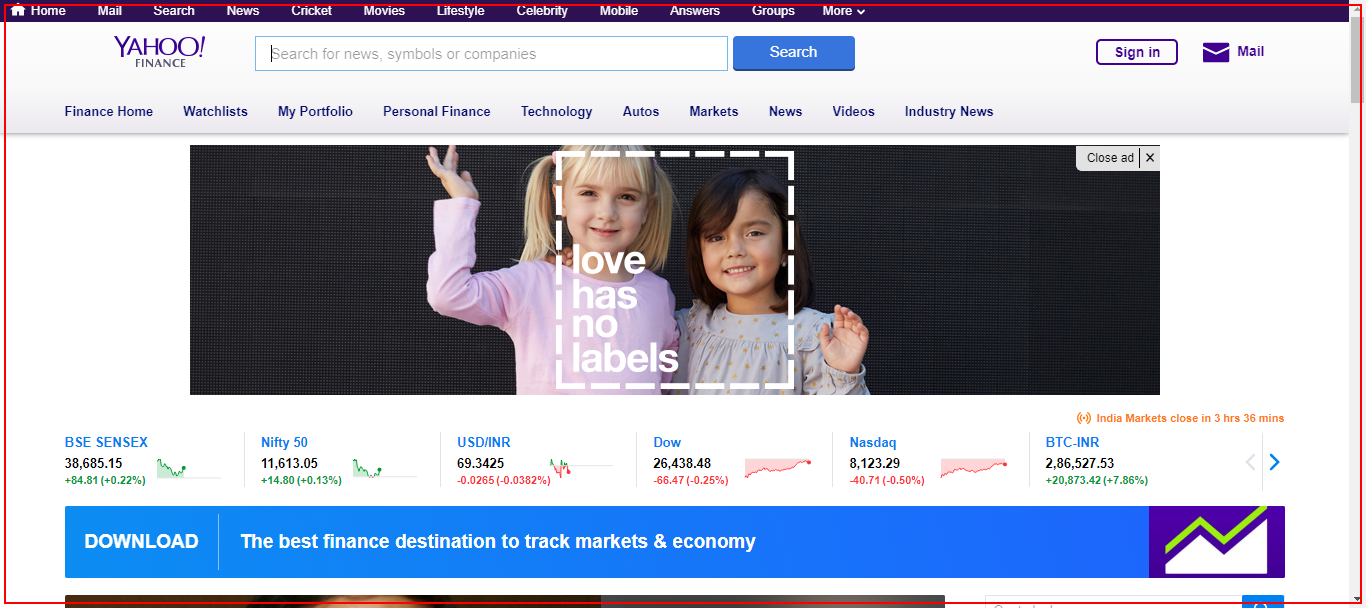 Home Mail Search News Cricket Movies Lifestyle Celebrity Mobile Answers Groups More
YAHOO!
FINANCE
Search for news, symbols or companies
Search
Sign in
Mail
Finance Home Watchlists My Portfolio Personal Finance Technology Autos Markets News Videos Industry News
Close ad
love
has
no
labels
India Markets close in 3 hrs 36 mins
BSE SENSEX Nifty 50 USD/INR Dow Nasdaq BTC-INR
38,685.15 11,613.05 69.3425 26,438.48 8,123.29 2,86,527.53
+84.81 (+0.22%) +14.80 (+0.13%) -0.0265 (-0.0382%) -66.47 (-0.25%) -40.71 (-0.50%) +20,873.42 (+7.86%)
DOWNLOAD The best finance destination to track markets & economy